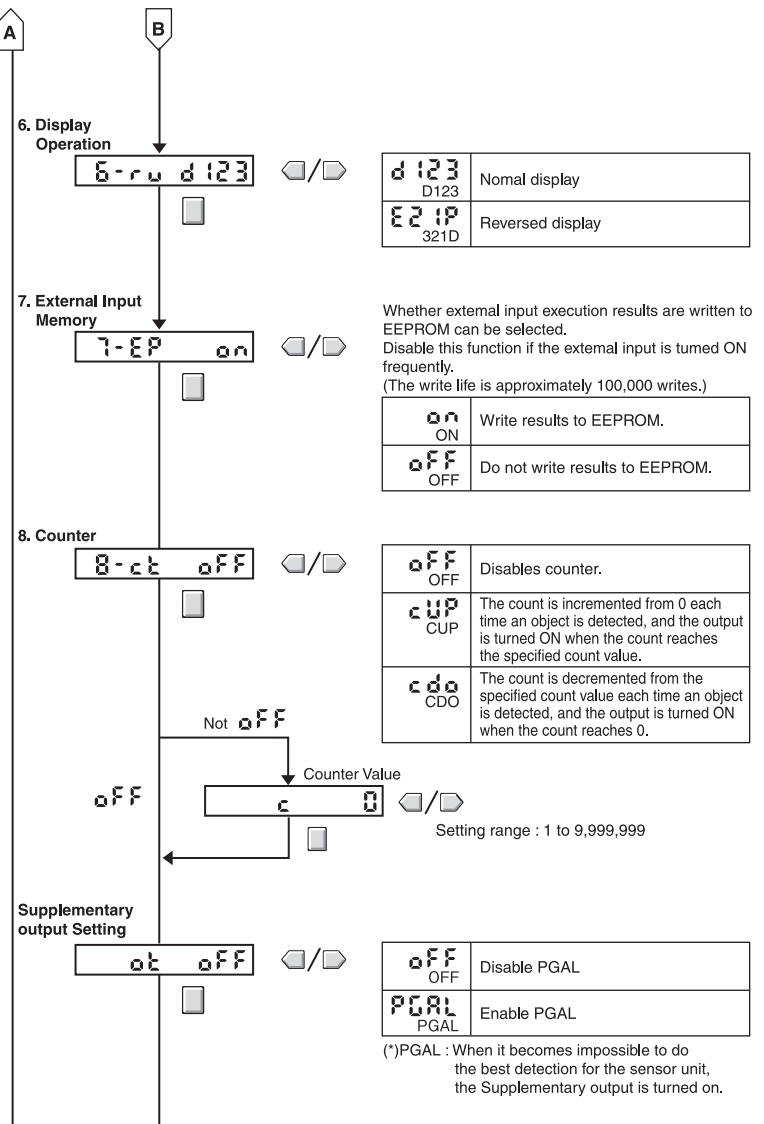 A
B
6. Display
Operation
6-rv d123
/
d123
D123
Nomal display
E21P
321D
Reversed display
7. External Input
Memory
7-EP on
/
Whether external input execution results are written to
EEPROM can be selected.
Disable this function if the external input is tumed ON
frequently.
(The write life is approximately 100,000 writes.)
on
ON
Write results to EEPROM.
oFF
OFF
Do not write results to EEPROM.
8. Counter
8-ct oFF
/
oFF
OFF
Disables counter.
cUP
CUP
The count is incremented from 0 each
time an object is detected, and the output
is turned ON when the count reaches
the specified count value.
cdo
CDO
The count is decremented from the
specified count value each time an object
is detected, and the output is turned ON
when the count reaches 0.
Not oFF
oFF
Counter Value
c 0
/
Setting range : 1 to 9,999,999
Supplementary
output Setting
ot oFF
/
oFF
OFF
Disable PGAL
PGAL
PGAL
Enable PGAL
(*)PGAL : When it becomes impossible to do
the best detection for the sensor unit,
the Supplementary output is turned on.